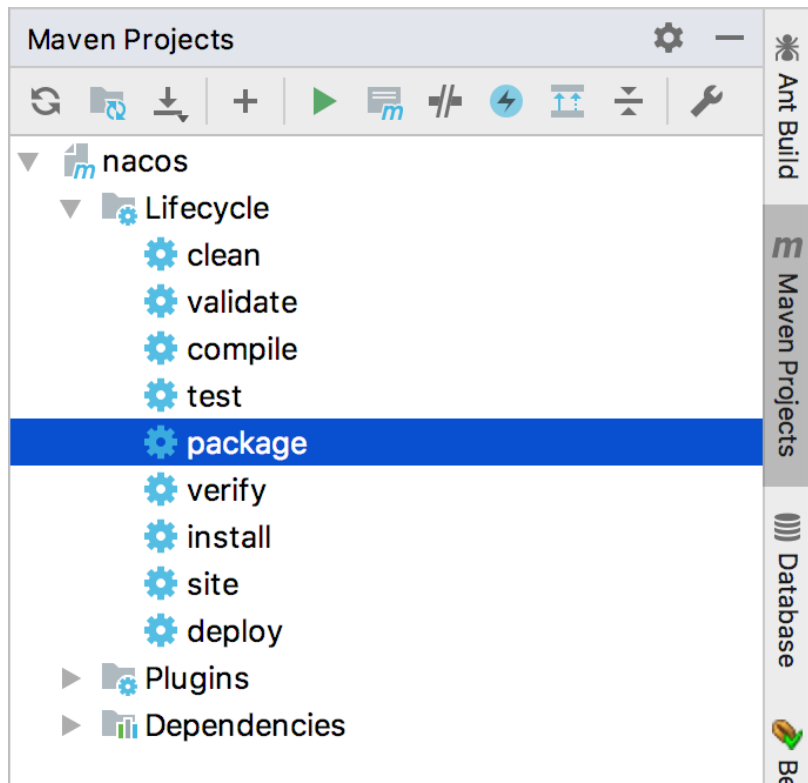 Maven Projects
nacos
Lifecycle
clean
validate
compile
test
package
verify
install
site
deploy
Plugins
Dependencies
Ant Build
m
Maven Projects
Database